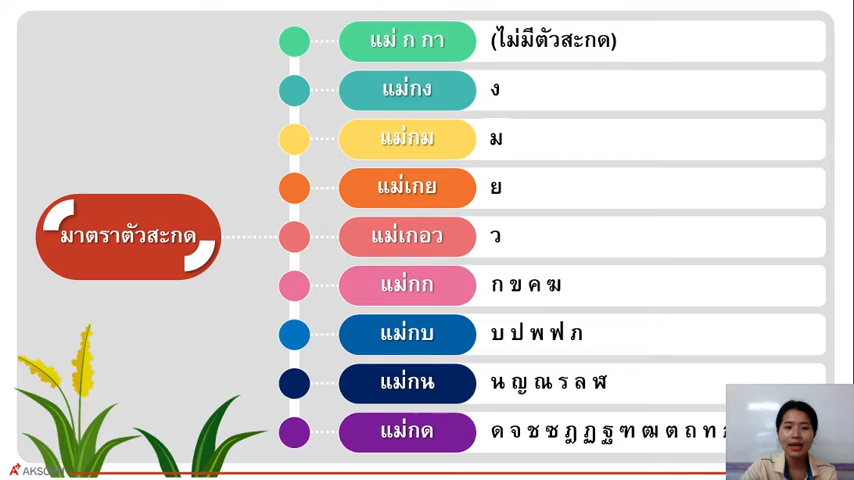 แม่ ก กา (ไม่มีตัวสะกด)
แม่กง ง
แม่กม ม
แม่เกย ย
มาตราตัวสะกด
แม่เกอว ว
แม่กก ก ข ค ฆ
แม่กบ บ ป พ ฟ ภ
แม่กน น ญ ณ ร ล ฬ
แม่กด ด จ ช ซ ฎ ฏ ฐ ฑ ฒ ต ถ ท